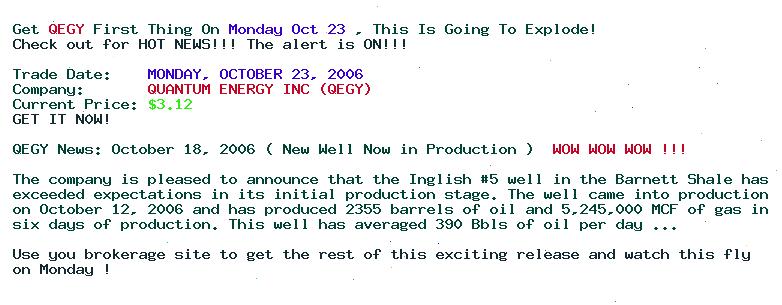 Get QEGY First Thing On Monday Oct 23 , This Is Going To Explode!
Check out for HOT NEWS!!! The alert is ON!!!
Trade Date: MONDAY, OCTOBER 23, 2006
Company: QUANTUM ENERGY INC (QEGY)
Current Price: $3.12
GET IT NOW!
QEGY News: October 18, 2006 ( New Well Now in Production ) WOW WOW WOW !!!
The company is pleased to announce that the Inglish #5 well in the Barnett Shale has
exceeded expectations in its initial production stage. The well came into production
on October 12, 2006 and has produced 2355 barrels of oil and 5,245,000 MCF of gas in
six days of production. This well has averaged 390 Bbls of oil per day ...
Use you brokerage site to get the rest of this exciting release and watch this fly
on Monday !